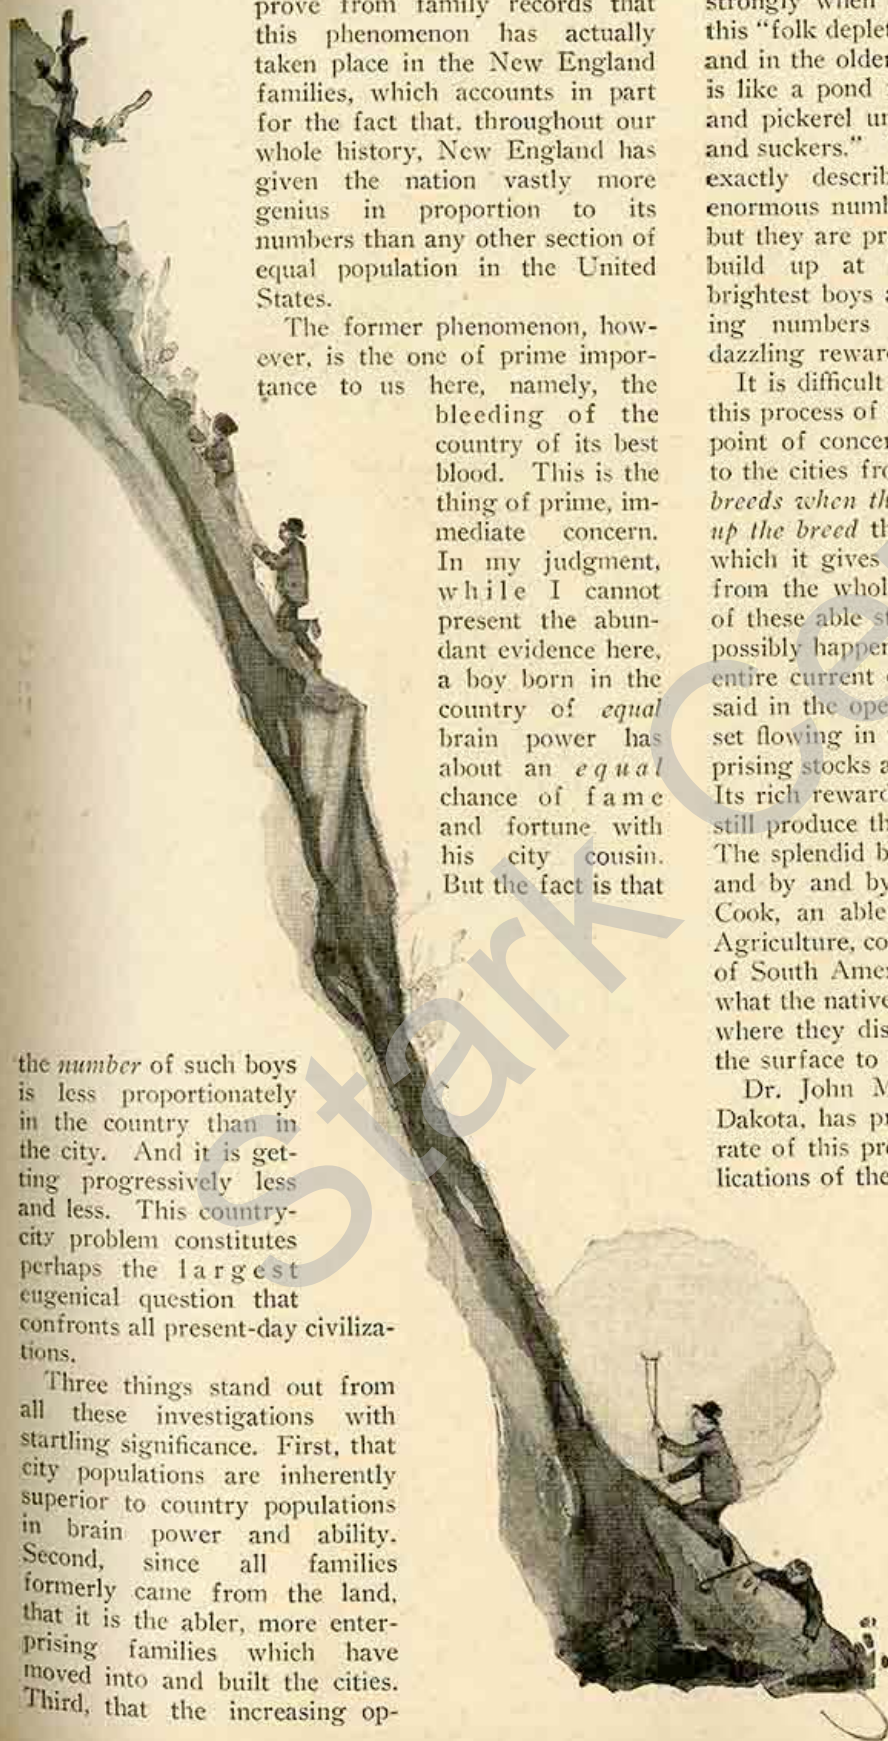 prove from family records that
this phenomenon has actually
taken place in the New England
families, which accounts in part
for the fact that, throughout our
whole history, New England has
given the nation vastly more
genius in proportion to its
numbers than any other section of
equal population in the United
States.
The former phenomenon, how-
ever, is the one of prime impor-
tance to us here, namely, the
bleeding of the
country of its best
blood. This is the
thing of prime, im-
mediate concern.
In my judgment,
while I cannot
present the abun-
dant evidence here,
a boy born in the
country of equal
brain power has
about an equal
chance of fame
and fortune with
his city cousin.
But the fact is that
the number of such boys
is less proportionately
in the country than in
the city. And it is get-
ting progressively less
and less. This country-
city problem constitutes
perhaps the largest
eugenical question that
confronts all present-day civiliza-
tions.
Three things stand out from
all these investigations with
startling significance. First, that
city populations are inherently
superior to country populations
in brain power and ability.
Second, since all families
formerly came from the land,
that it is the abler, more enter-
prising families which have
moved into and built the cities.
Third, that the increasing op-
strongly when
this "folk deplet
and in the older
is like a pond
and pickerel un
and suckers."
exactly describ
enormous numb
but they are pr
build up at
brightest boys a
ing numbers
dazzling reward
It is difficult
this process of
point of concer
to the cities fro
breeds when th
up the breed th
which it gives
from the whol
of these able st
possibly happen
entire current
said in the ope
set flowing in
prising stocks a
Its rich reward
still produce th
The splendid b
and by and by
Cook, an able
Agriculture, co
of South Ame
what the native
where they dis
the surface to
Dr. John M
Dakota, has pr
rate of this pro
lications of the
Stark Ce